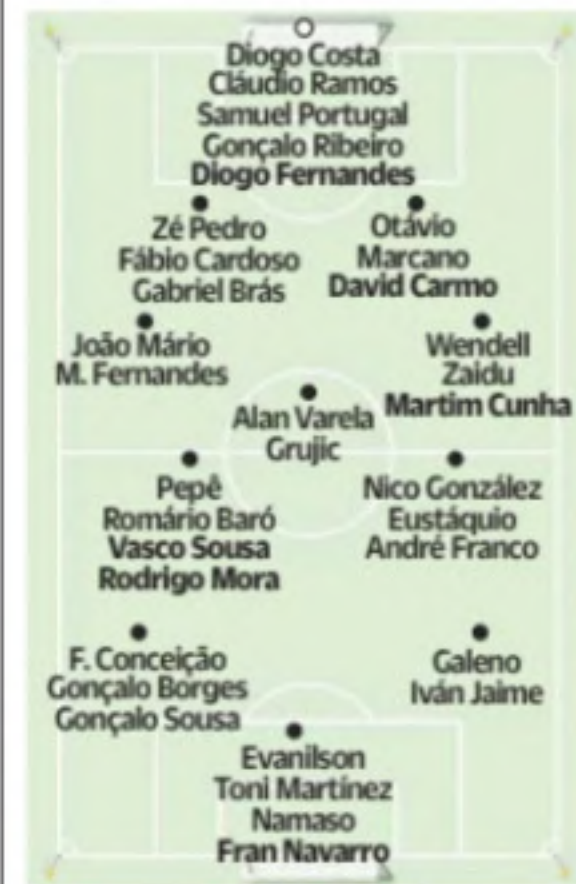 Diogo Costa
Cláudio Ramos
Samuel Portugal
Gonçalo Ribeiro
Diogo Fernandes
Zé Pedro
Fábio Cardoso
Gabriel Brás
Otávio
Marcano
David Carmo
João Mário
M. Fernandes
Wendell
Zaidu
Martim Cunha
Alan Varela
Grujic
Pepê
Romário Baró
Vasco Sousa
Rodrigo Mora
Nico González
Eustáquio
André Franco
F. Conceição
Gonçalo Borges
Gonçalo Sousa
Galeno
Iván Jaime
Evanilson
Toni Martínez
Namaso
Fran Navarro